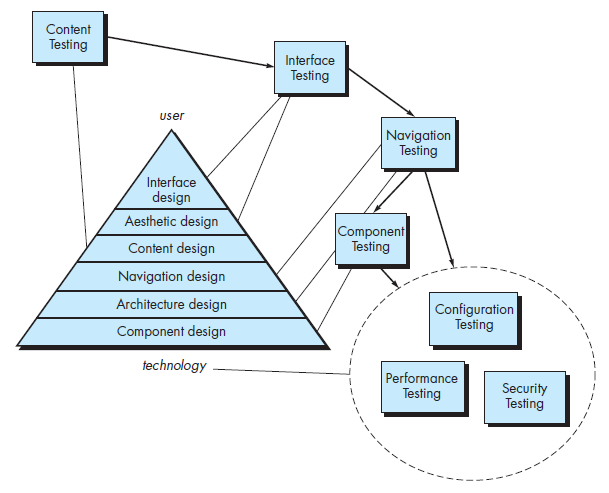 Content
Testing
Interface
Testing
user
Navigation
Testing
Interface
design
Aesthetic design
Component
Testing
Content design
Navigation design
Architecture design
Configuration
Testing
Component design
technology
Performance
Testing
Security
Testing